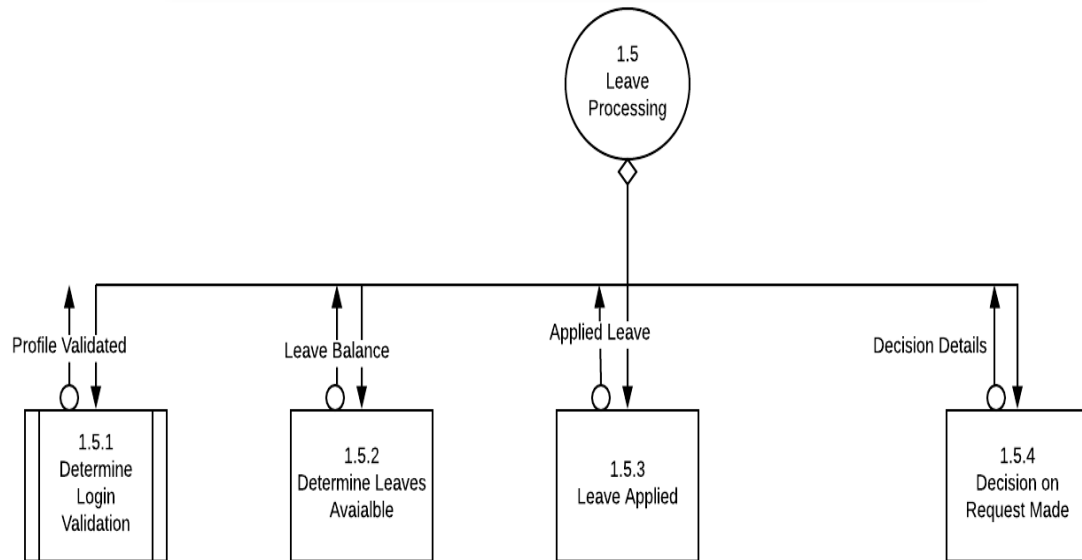 1.5
Leave
Processing
Profile Validated
Leave Balance
Applied Leave
Decision Details
1.5.1
Determine
Login
Validation
1.5.2
Determine Leaves
Avaialble
1.5.3
Leave Applied
1.5.4
Decision on
Request Made